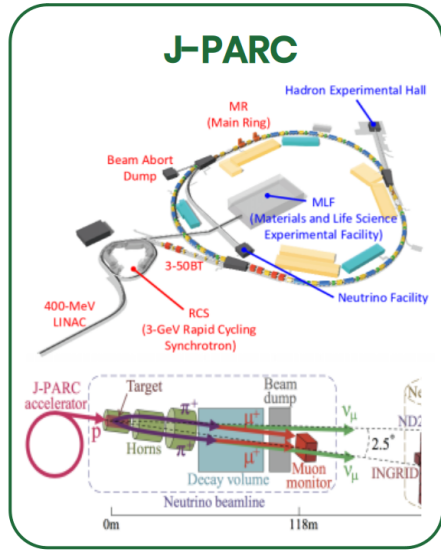 J-PARC
Hadron Experimental Hall
MR
(Main Ring)
Beam Abort
Dump
MLF
(Materials and Life Science
Experimental Facility)
3-50BT
Neutrino Facility
400-MeV
LINAC
RCS
(3-GeV Rapid Cycling
Synchrotron)
J-PARC
accelerator
Target
Beam
dump
p
π⁺
π⁺
μ⁺
μ⁺
νμ
ND2
2.5°
Horns
INGRID
νμ
Muon
monitor
Decay volume
Neutrino beamline
0m
118m